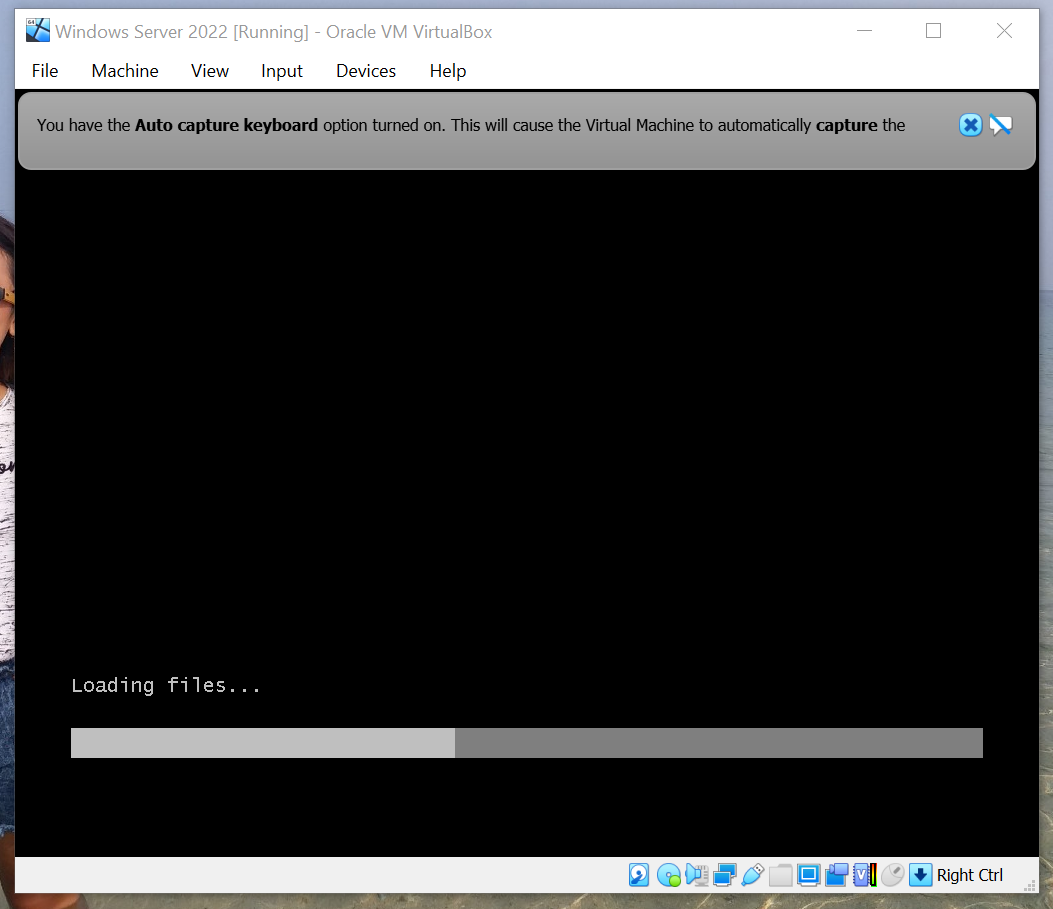 Windows Server 2022 [Running] - Oracle VM VirtualBox
File Machine View Input Devices Help
You have the Auto capture keyboard option turned on. This will cause the Virtual Machine to automatically capture the
Loading files...
Right Ctrl